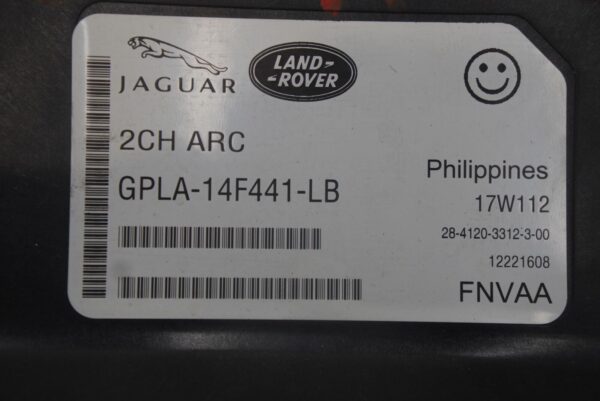 JAGUAR
LAND-
-ROVER
2CH ARC
GPLA-14F441-LB
Philippines
17W112
28-4120-3312-3-00
12221608
FNVAA